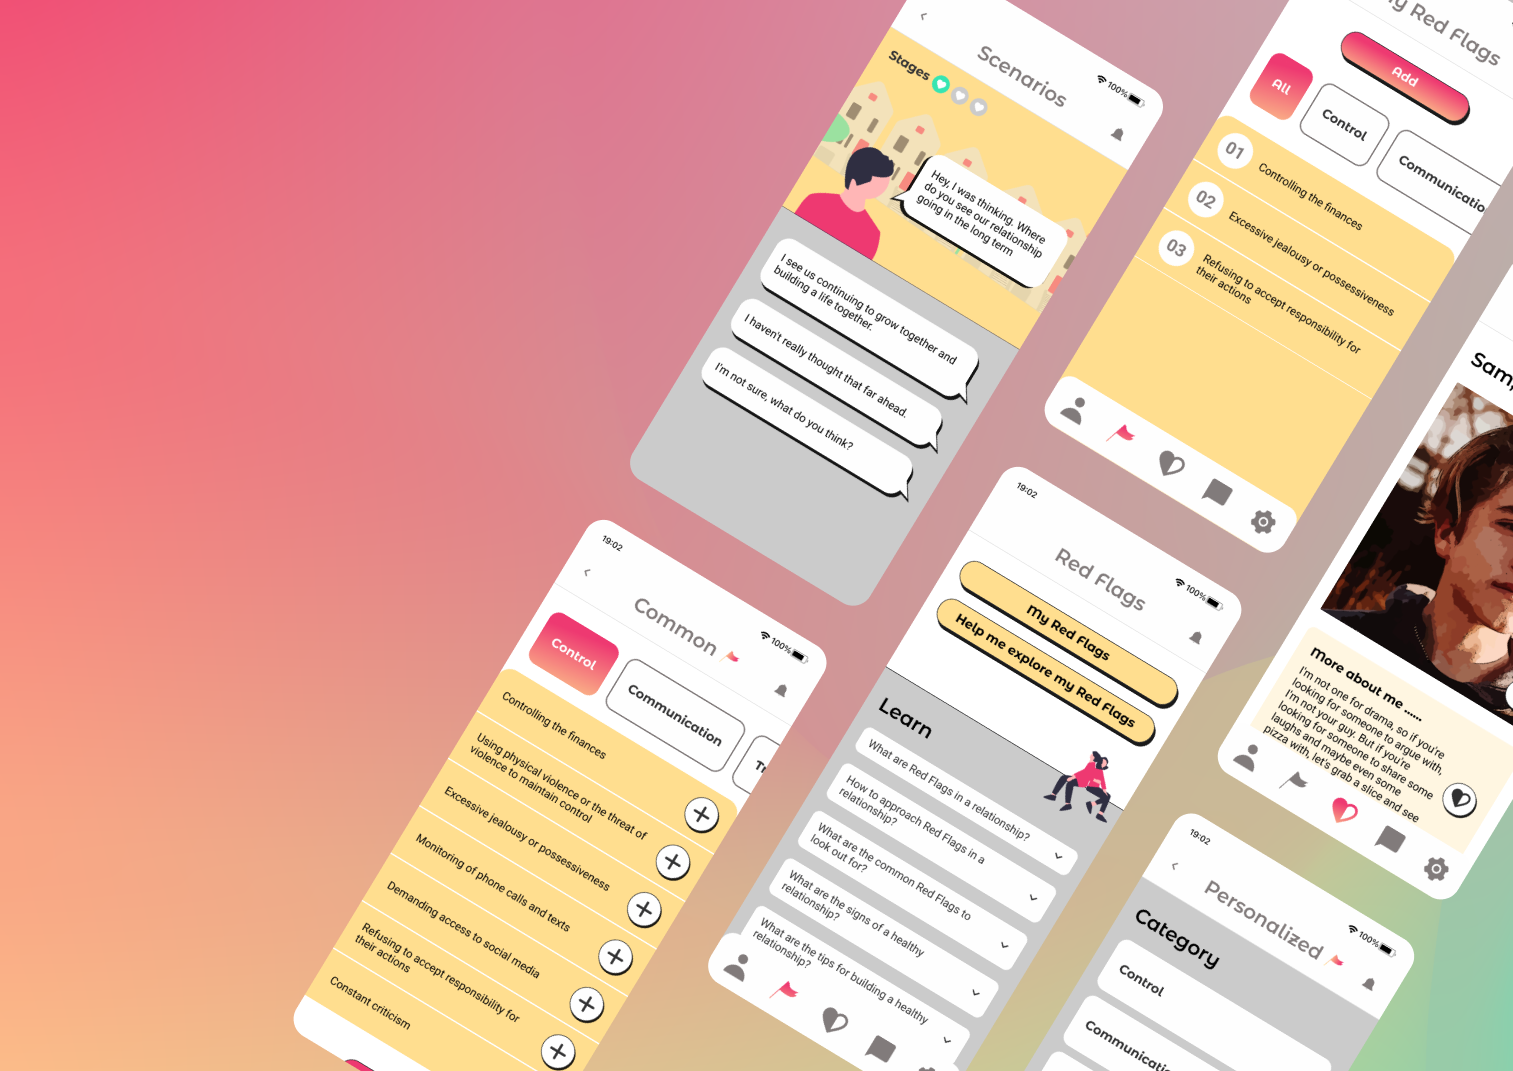 Scenarios
100%
Stages
Hey, I was thinking. Where
do you see our relationship
going in the long term
I see us continuing to grow together and
building a life together.
I haven't really thought that far ahead.
I'm not sure, what do you think?
My Red Flags
Add
All
Control
Communicatio
01
Controlling the finances
02
Excessive jealousy or possessiveness
03
Refusing to accept responsibility for
their actions
19:02
100%
Common
Control
Communication
Tr
Controlling the finances
Using physical violence or the threat of
violence to maintain control
Excessive jealousy or possessiveness
Monitoring of phone calls and texts
Demanding access to social media
Refusing to accept responsibility for
their actions
Constant criticism
19:02
100%
Red Flags
My Red Flags
Help me explore my Red Flags
Learn
What are Red Flags in a relationship?
How to approach Red Flags in a
relationship?
What are the common Red Flags to
look out for?
What are the signs of a healthy
relationship?
What are the tips for building a healthy
relationship?
Sam
More about me ......
I'm not one for drama, so if you're
looking for someone to argue with,
I'm not your guy. But if you're
looking for someone to share some
laughs and maybe even some
pizza with, let's grab a slice and see
19:02
100%
Personalized
Category
Control
Communicatio